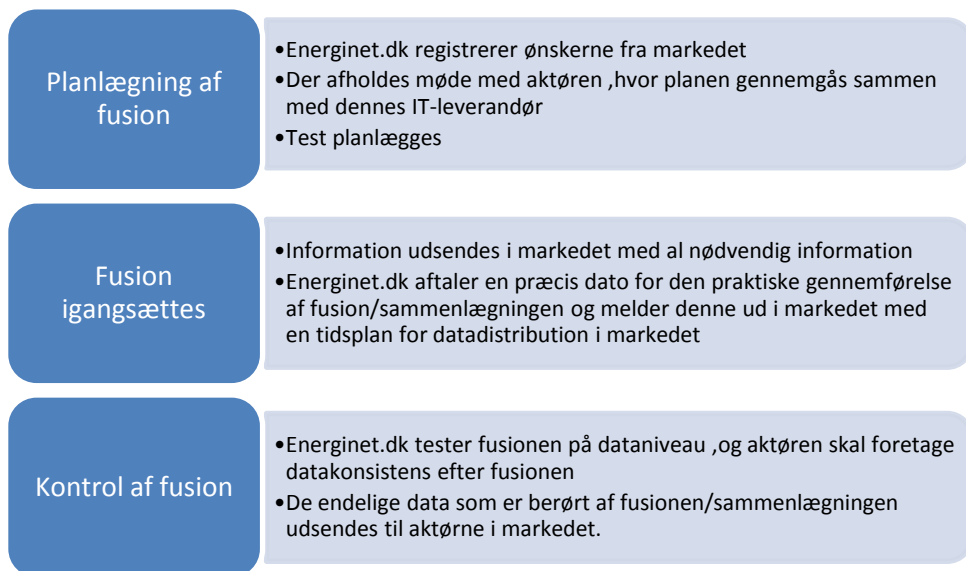 Planlægning af
fusion
•Energinet.dk registrerer ønskerne fra markedet
•Der afholdes møde med aktøren ,hvor planen gennemgås sammen
med dennes IT-leverandør
•Test planlægges
Fusion
igangsættes
•Information udsendes i markedet med al nødvendig information
•Energinet.dk aftaler en præcis dato for den praktiske gennemførelse
af fusion/sammenlægningen og melder denne ud i markedet med
en tidsplan for datadistribution i markedet
Kontrol af fusion
•Energinet.dk tester fusionen på dataniveau ,og aktøren skal foretage
datakonsistens efter fusionen
•De endelige data som er berørt af fusionen/sammenlægningen
udsendes til aktørne i markedet.